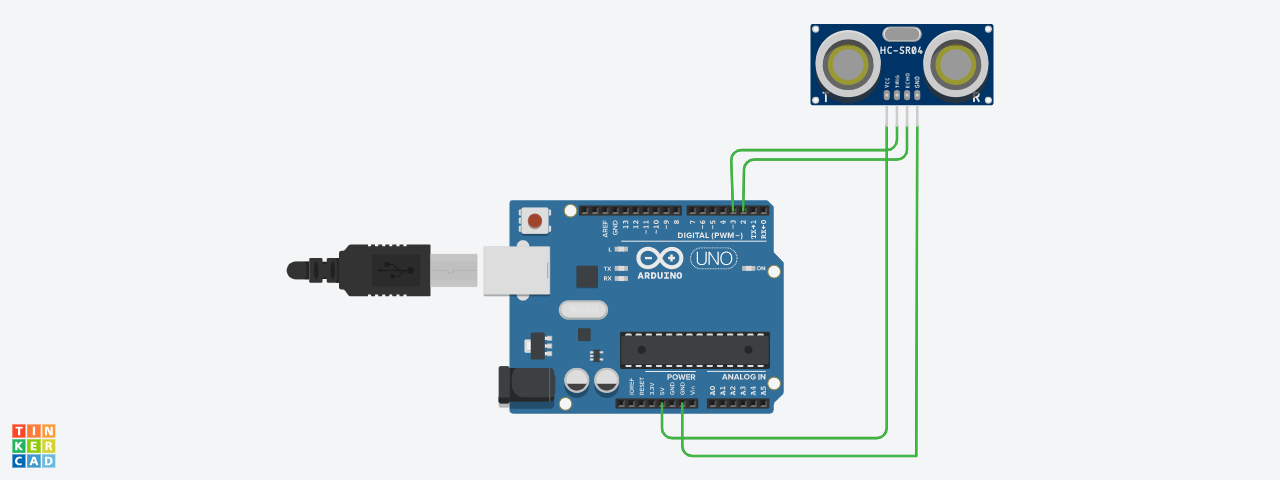 HC-SR04
VCC
TRIG
ECHO
GND
T
R
AREF
GND
13
12
~11
~10
~9
8
7
~6
~5
4
~3
2
TX→1
RX←0
DIGITAL (PWM~)
L
TX
RX
ARDUINO
UNO
ON
POWER
ANALOG IN
IOREF
RESET
3.3V
5V
GND
GND
Vin
A0
A1
A2
A3
A4
A5
TIN
KER
CAD